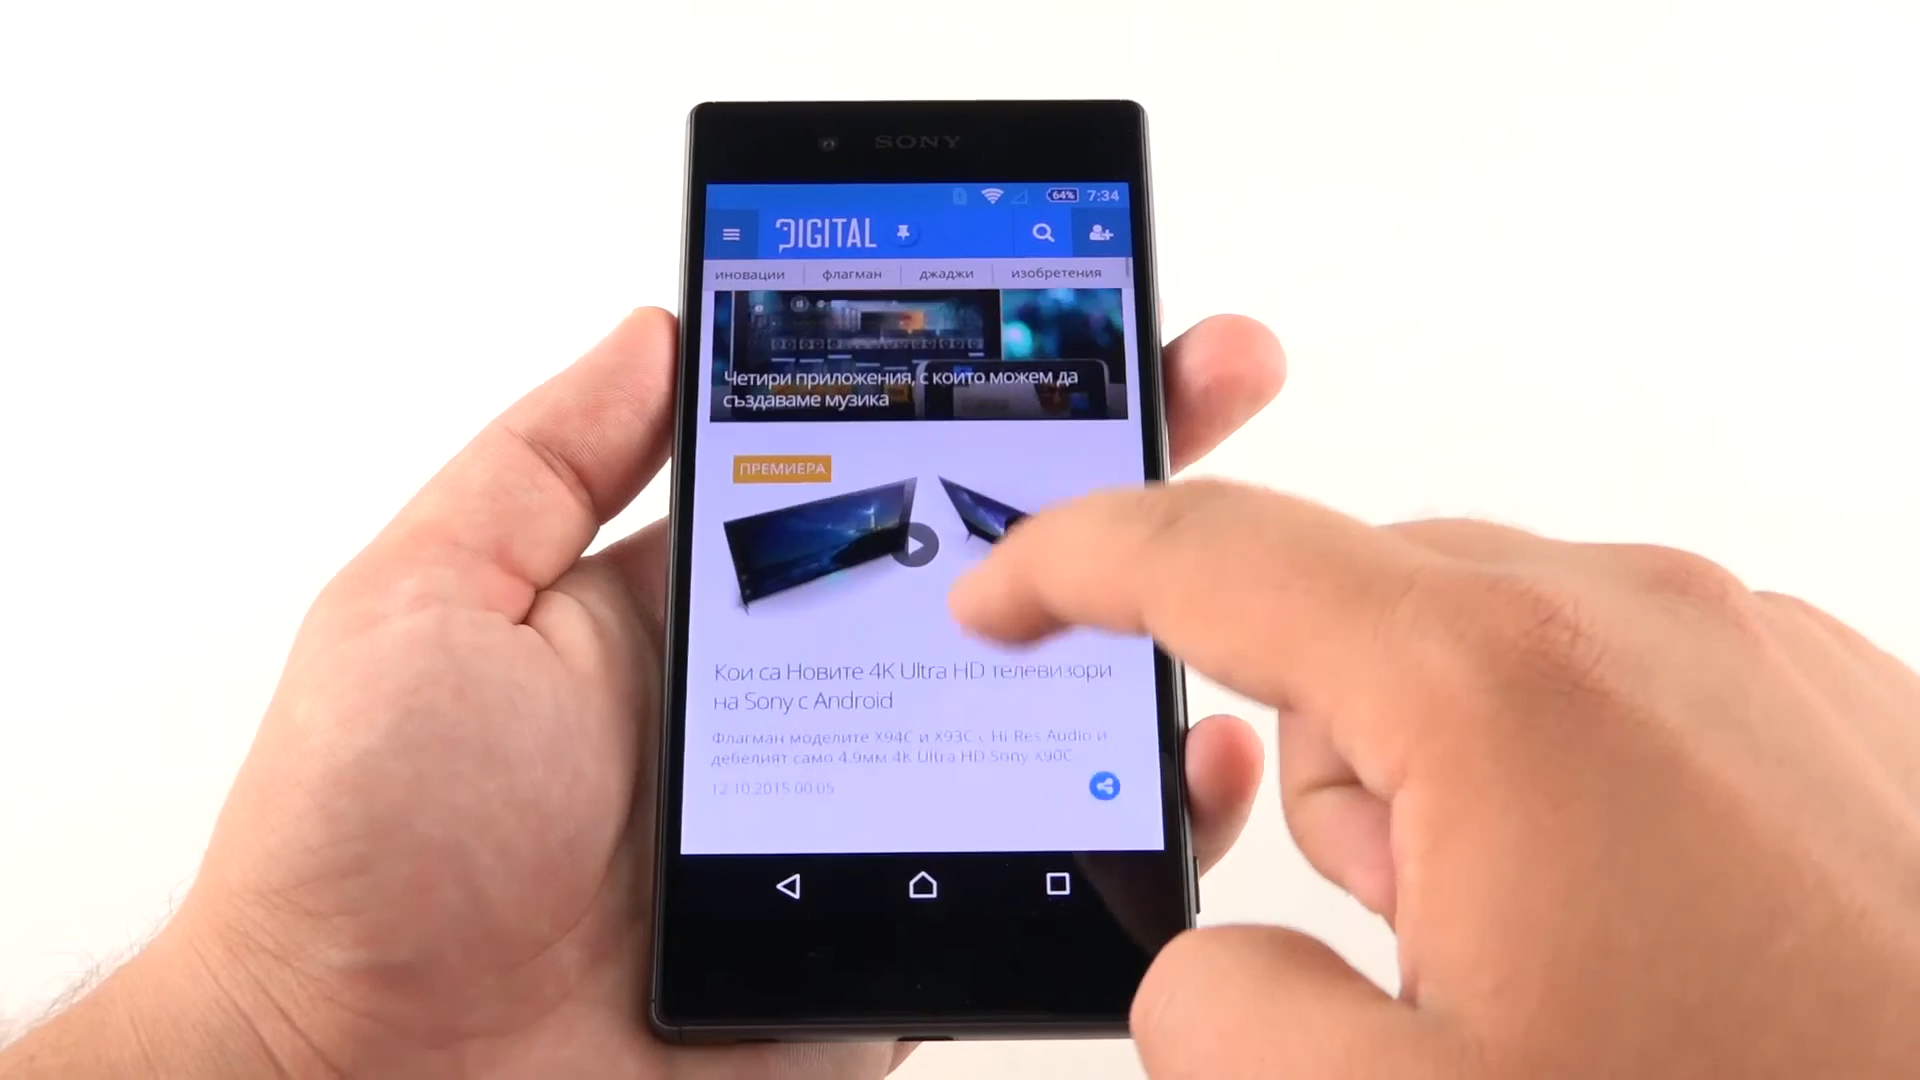 SONY
64% 7:34
DIGITAL
иновации флагман джаджи изобретения
Четири приложения, с които можем да
създаваме музика
ПРЕМИЕРА
Кои са Новите 4K Ultra HD телевизори
на Sony с Android
Флагман моделите X94C и X93C с Hi Res Audio и
дебелият само 4.9мм 4K Ultra HD Sony X90C
12.10.2015 00:05